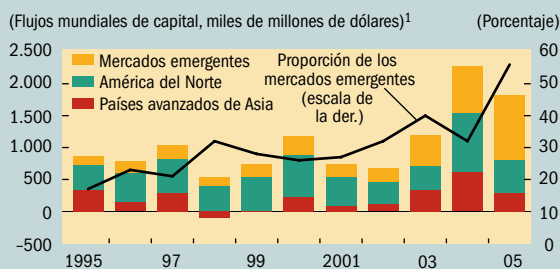 (Flujos mundiales de capital, miles de millones de dólares)¹ (Porcentaje)
2.500 60
2.000 50
1.500 40
1.000 30
500 20
0 10
–500 0
Mercados emergentes
América del Norte
Países avanzados de Asia
Proporción de los
mercados emergentes
(escala de
la der.)
1995 97 99 2001 03 05